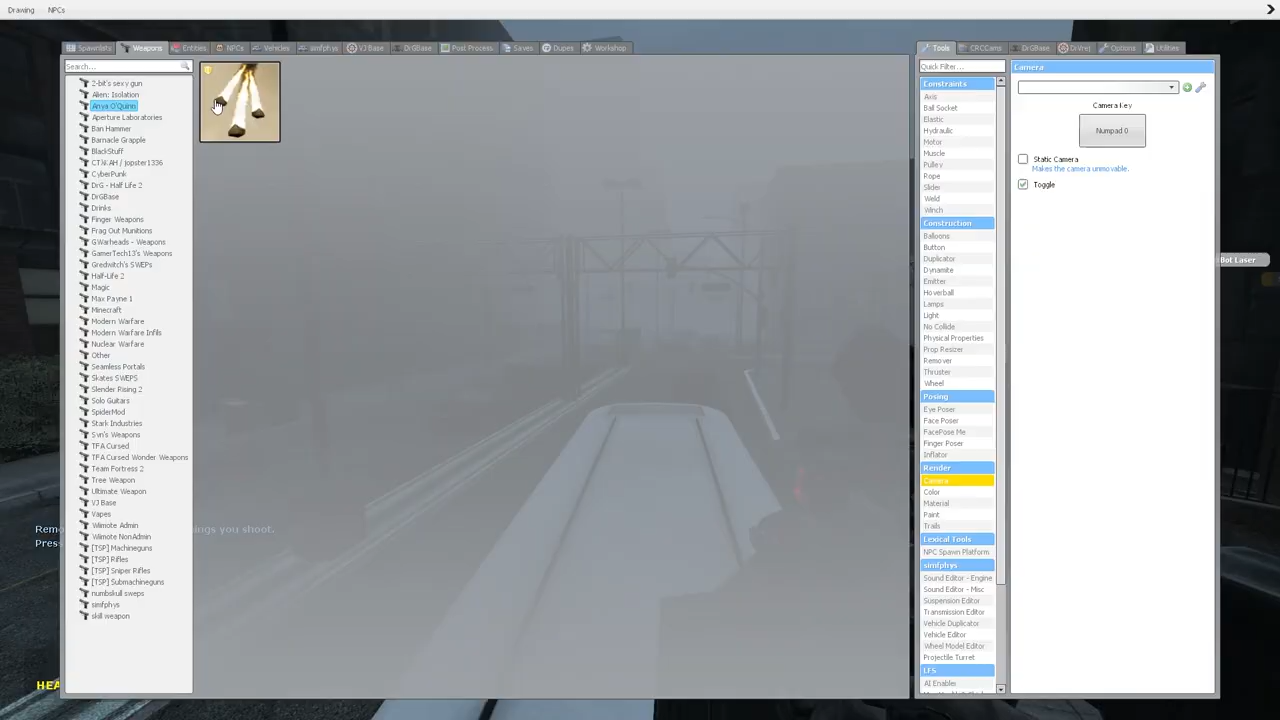 Drawing NPCs
Spawnlists Weapons Entities NPCs Vehicles simfphys VJ Base DrGBase Post Process Saves Dupes Workshop
Search...
2-bit's sexy gun
Alien: Isolation
Anya O'Quinn
Aperture Laboratories
Ban Hammer
Barnacle Grapple
BlackStuff
CTXKAH / jopster1336
CyberPunk
DrG - Half Life 2
DrGBase
Drinks
Finger Weapons
Frag Out Munitions
GWarheads - Weapons
GamerTech13's Weapons
Gredwitch's SWEPs
Half-Life 2
Magic
Max Payne 1
Minecraft
Modern Warfare
Modern Warfare Infils
Nuclear Warfare
Other
Seamless Portals
Skates SWEPS
Slender Rising 2
Solo Guitars
SpiderMod
Stark Industries
Syn's Weapons
TFA Cursed
TFA Cursed Wonder Weapons
Team Fortress 2
Tree Weapon
Ultimate Weapon
VJ Base
Vapes
Wiimote Admin
Wiimote NonAdmin
[TSP] Machineguns
[TSP] Rifles
[TSP] Sniper Rifles
[TSP] Submachineguns
numbskull sweps
simfphys
skill weapon
ings you shoot.
HEA
Tools CRCCams DrGBase DrVrej Options Utilities
Quick Filter...
Constraints
Axis
Ball Socket
Elastic
Hydraulic
Motor
Muscle
Pulley
Rope
Slider
Weld
Winch
Construction
Balloons
Button
Duplicator
Dynamite
Emitter
Hoverball
Lamps
Light
No Collide
Physical Properties
Prop Resizer
Remover
Thruster
Wheel
Posing
Eye Poser
Face Poser
FacePose Me
Finger Poser
Inflator
Render
Camera
Color
Material
Paint
Trails
Lexical Tools
NPC Spawn Platform
simfphys
Sound Editor - Engine
Sound Editor - Misc
Suspension Editor
Transmission Editor
Vehicle Duplicator
Vehicle Editor
Wheel Model Editor
Projectile Turret
LFS
AI Enabler
Camera
Camera Key
Numpad 0
Static Camera
Makes the camera unmovable.
Toggle
Bot Laser